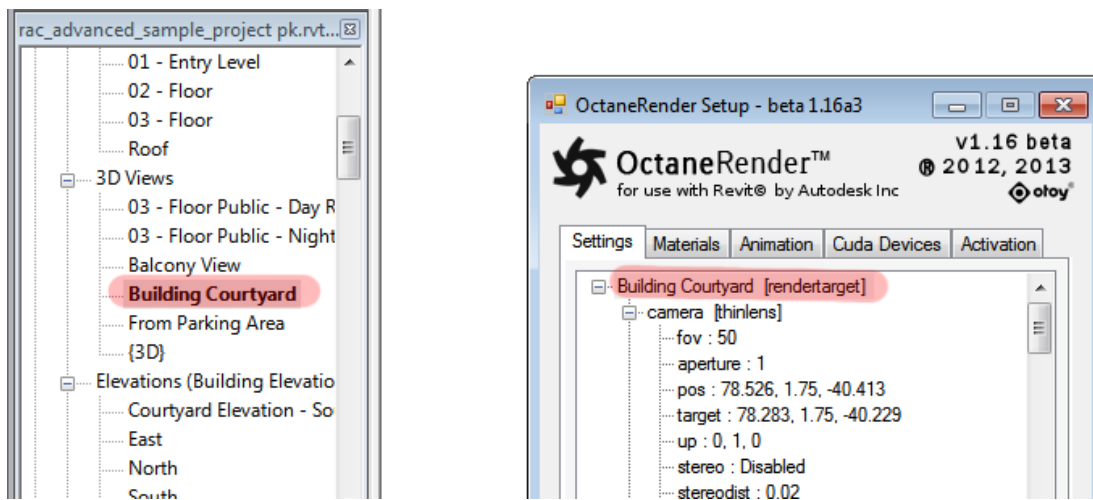 rac_advanced_sample_project pk.rvt...
01 - Entry Level
02 - Floor
03 - Floor
Roof
3D Views
03 - Floor Public - Day R
03 - Floor Public - Night
Balcony View
Building Courtyard
From Parking Area
{3D}
Elevations (Building Elevatio
Courtyard Elevation - So
East
North
South
OctaneRender Setup - beta 1.16a3
OctaneRender™
for use with Revit® by Autodesk Inc
v1.16 beta
® 2012, 2013
otoy®
Settings Materials Animation Cuda Devices Activation
Building Courtyard [rendertarget]
camera [thinlens]
fov : 50
aperture : 1
pos : 78.526, 1.75, -40.413
target : 78.283, 1.75, -40.229
up : 0, 1, 0
stereo : Disabled
stereodist : 0.02